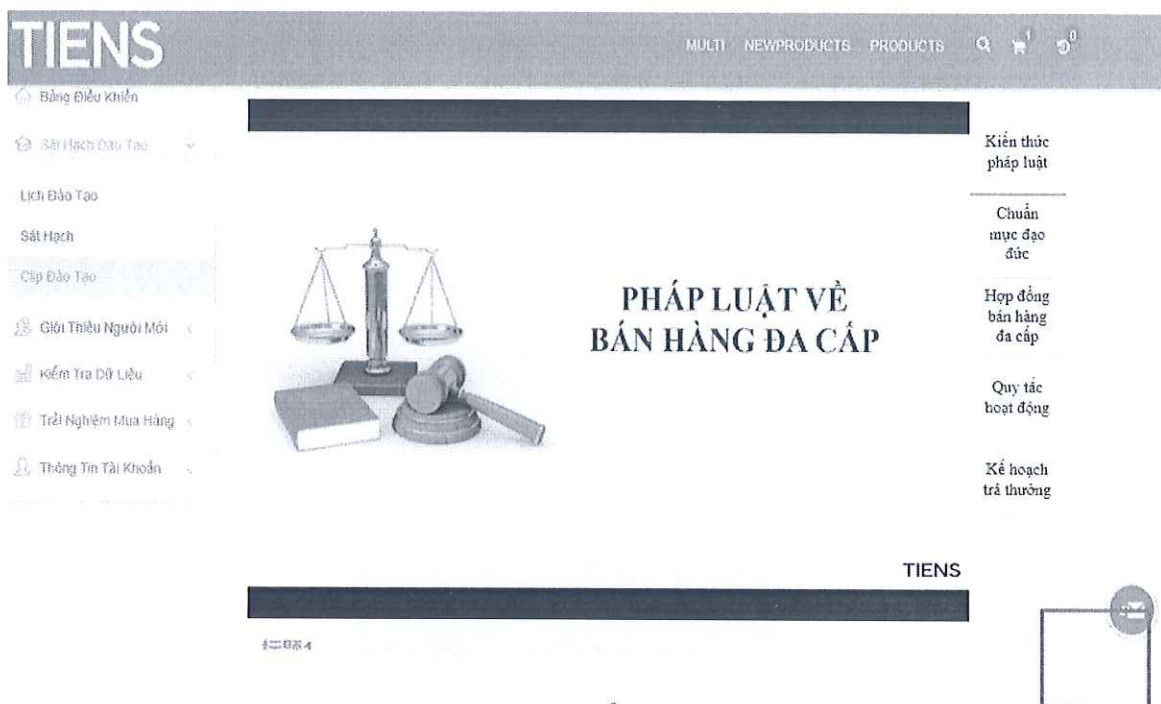 TIENS
MULTI NEWPRODUCTS PRODUCTS 1 0
Bảng Điều Khiển
Sát Hạch Đào Tạo
Lịch Đào Tạo
Sát Hạch
Clip Đào Tạo
Giới Thiệu Người Mới
Kiểm Tra Dữ Liệu
Trải Nghiệm Mua Hàng
Thông Tin Tài Khoản
PHÁP LUẬT VỀ
BÁN HÀNG ĐA CẤP
Kiến thức
pháp luật
Chuẩn
mực đạo
đức
Hợp đồng
bán hàng
đa cấp
Quy tắc
hoạt động
Kế hoạch
trả thưởng
TIENS